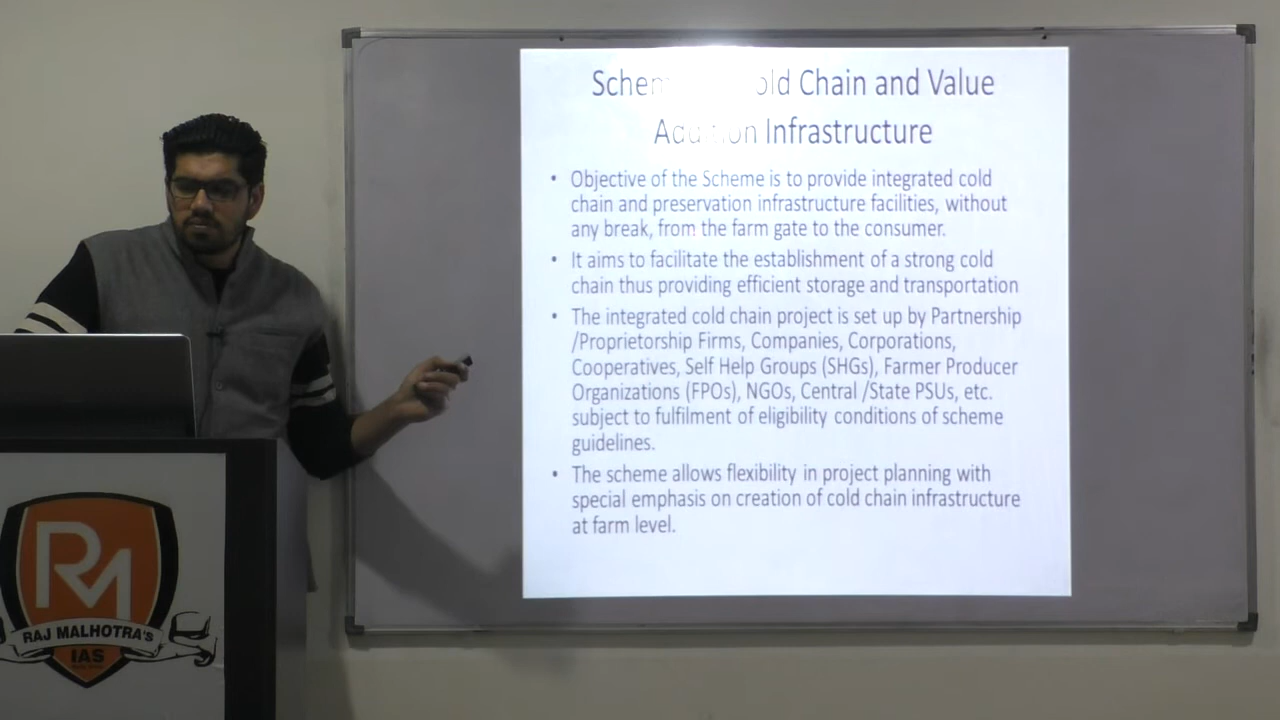 Cold Chain and Value
Infrastructure
• Objective of the Scheme is to provide integrated cold
chain and preservation infrastructure facilities, without
any break, from the farm gate to the consumer.
• It aims to facilitate the establishment of a strong cold
chain thus providing efficient storage and transportation
• The integrated cold chain project is set up by Partnership
/Proprietorship Firms, Companies, Corporations,
Cooperatives, Self Help Groups (SHGs), Farmer Producer
Organizations (FPOs), NGOs, Central /State PSUs, etc.
subject to fulfilment of eligibility conditions of scheme
guidelines.
• The scheme allows flexibility in project planning with
special emphasis on creation of cold chain infrastructure
at farm level.
RM
RAJ MALHOTRA'S
IAS